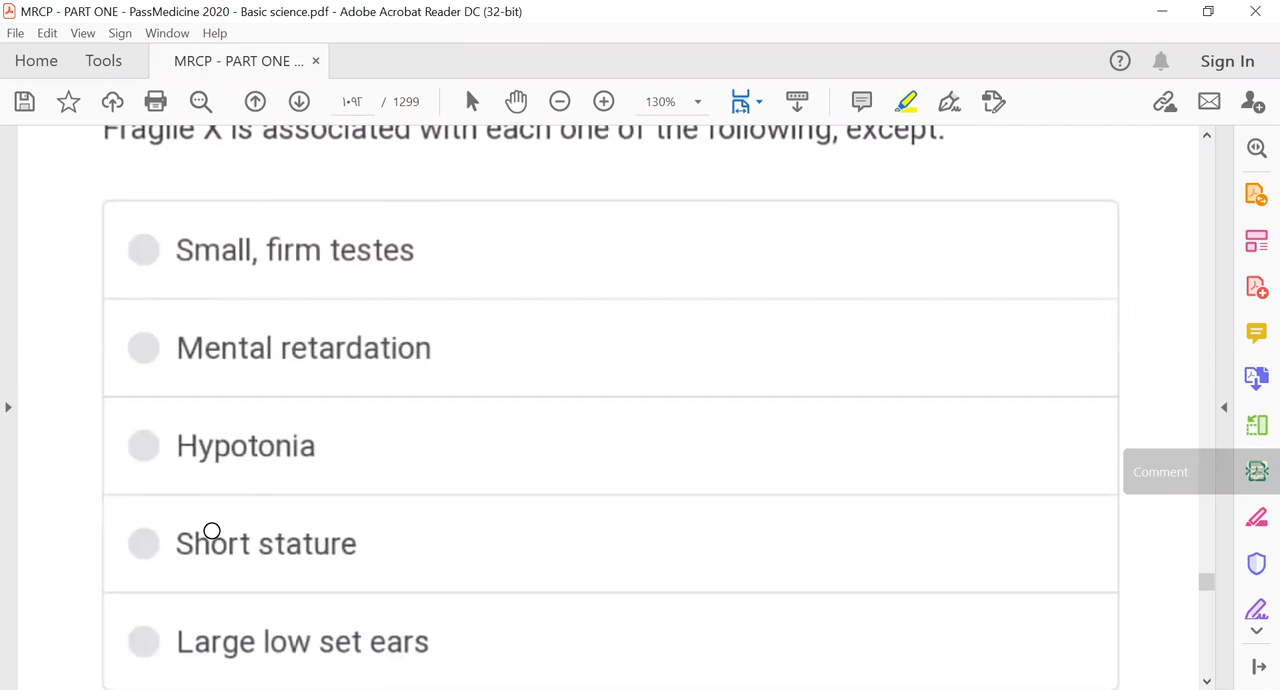 MRCP - PART ONE - PassMedicine 2020 - Basic science.pdf - Adobe Acrobat Reader DC (32-bit)
File Edit View Sign Window Help
Home Tools MRCP - PART ONE ... × Sign In
١٠٩٢ / 1299 130%
Fragile X is associated with each one of the following, except:
Small, firm testes
Mental retardation
Hypotonia
Comment
Short stature
Large low set ears